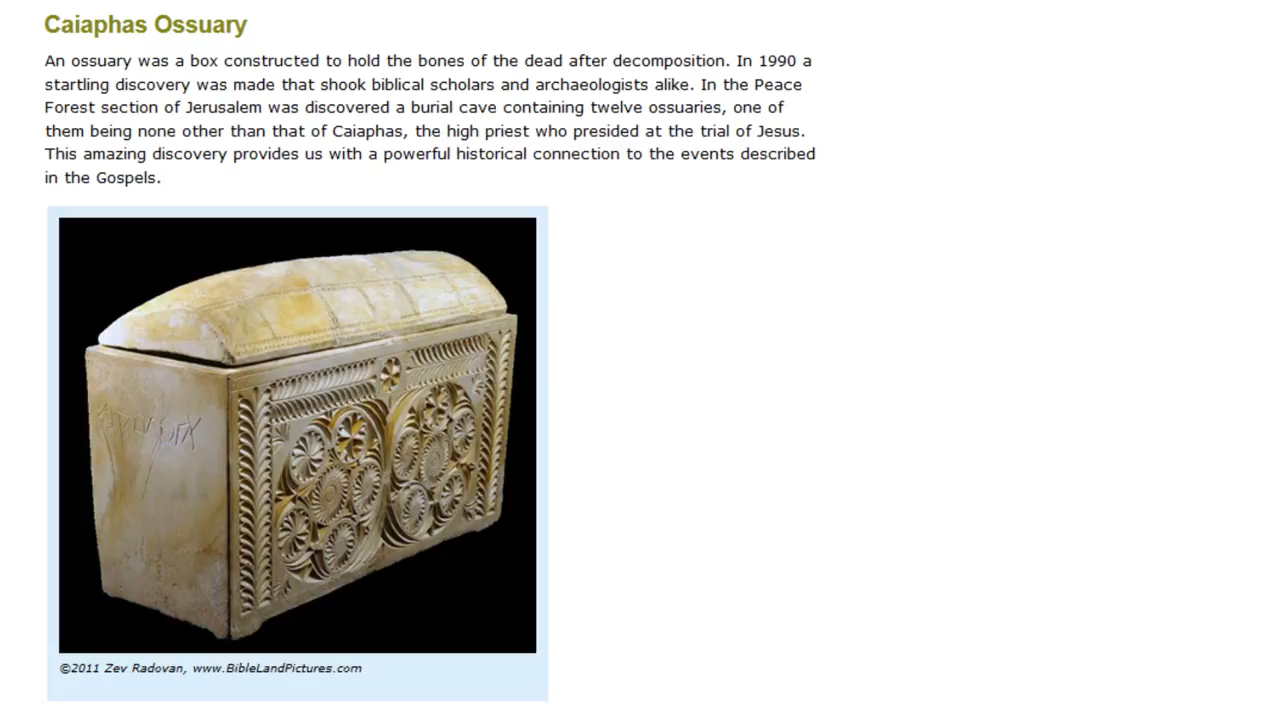 Caiaphas Ossuary
An ossuary was a box constructed to hold the bones of the dead after decomposition. In 1990 a
startling discovery was made that shook biblical scholars and archaeologists alike. In the Peace
Forest section of Jerusalem was discovered a burial cave containing twelve ossuaries, one of
them being none other than that of Caiaphas, the high priest who presided at the trial of Jesus.
This amazing discovery provides us with a powerful historical connection to the events described
in the Gospels.
©2011 Zev Radovan, www.BibleLandPictures.com